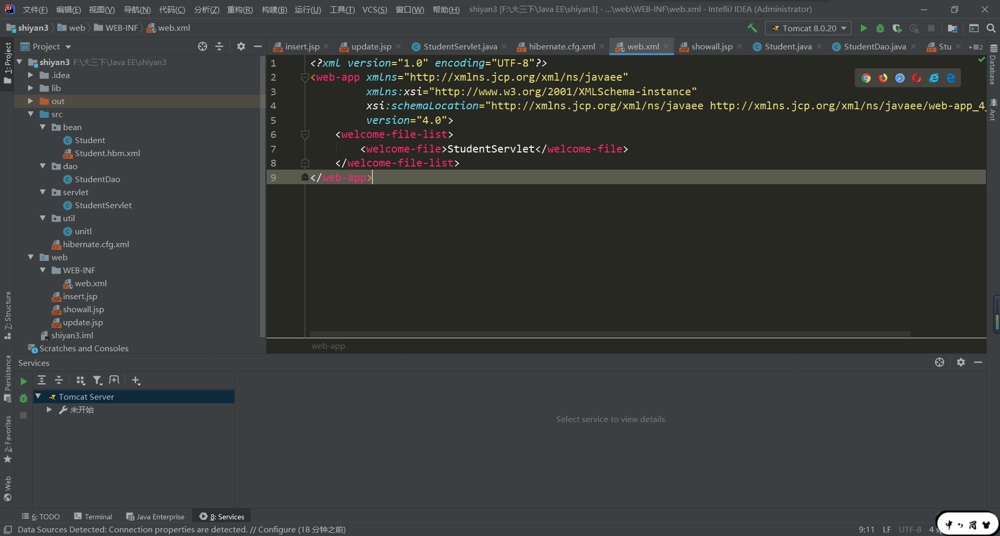 文件(F) 编辑(E) 视图(V) 导航(N) 代码(C) 分析(Z) 重构(R) 构建(B) 运行(U) 工具(T) VCS(S) 窗口(W) 帮助(H) shiyan3 [F:\大三下\Java EE\shiyan3] - ...\web\WEB-INF\web.xml - IntelliJ IDEA (Administrator)
shiyan3 web WEB-INF web.xml Tomcat 8.0.20
Project
insert.jsp update.jsp StudentServlet.java hibernate.cfg.xml web.xml showall.jsp Student.java StudentDao.java Stu 2
1: Project
7: Structure
Persistence
2: Favorites
Web
shiyan3 F:\大三下\Java EE\shiyan3
.idea
lib
out
src
bean
Student
Student.hbm.xml
dao
StudentDao
servlet
StudentServlet
util
unitl
hibernate.cfg.xml
web
WEB-INF
web.xml
insert.jsp
showall.jsp
update.jsp
shiyan3.iml
Scratches and Consoles
1 <?xml version="1.0" encoding="UTF-8"?>
2 <web-app xmlns="http://xmlns.jcp.org/xml/ns/javaee"
3 xmlns:xsi="http://www.w3.org/2001/XMLSchema-instance"
4 xsi:schemaLocation="http://xmlns.jcp.org/xml/ns/javaee http://xmlns.jcp.org/xml/ns/javaee/web-app_4_
5 version="4.0">
6 <welcome-file-list>
7 <welcome-file>StudentServlet</welcome-file>
8 </welcome-file-list>
9 </web-app>
web-app
Database
Ant
Services
Tomcat Server
未开始
Select service to view details
6: TODO Terminal Java Enterprise 8: Services
Data Sources Detected: Connection properties are detected. // Configure (18 分钟之前) 9:11 LF UTF-8 4 s
中 简